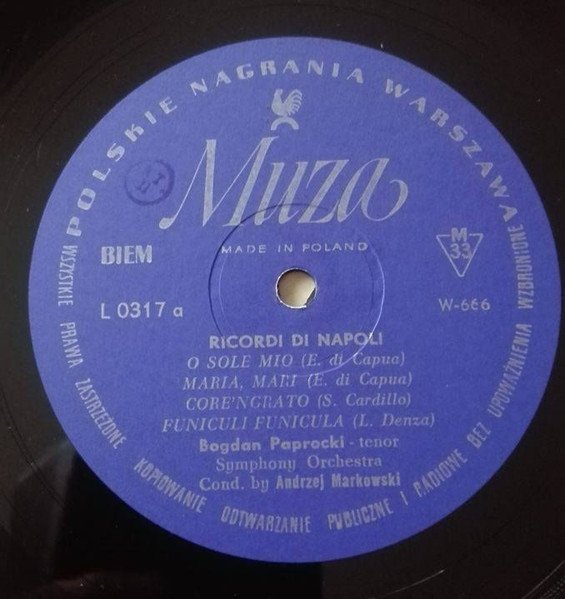 POLSKIE NAGRANIA WARSZAWA
Muza
MADE IN POLAND
BIEM
M
33
L 0317 a
W-666
RICORDI DI NAPOLI
O SOLE MIO (E. di Capua)
MARIA, MARI (E. di Capua)
CORE'NGRATO (S. Cardillo)
FUNICULI FUNICULA (L. Denza)
Bogdan Paprocki - tenor
Symphony Orchestra
Cond. by Andrzej Markowski
WSZYSTKIE PRAWA ZASTRZEŻONE KOPIOWANIE ODTWARZANIE PUBLICZNE I RADIOWE BEZ UPOWAŻNIENIA WZBRONIONE